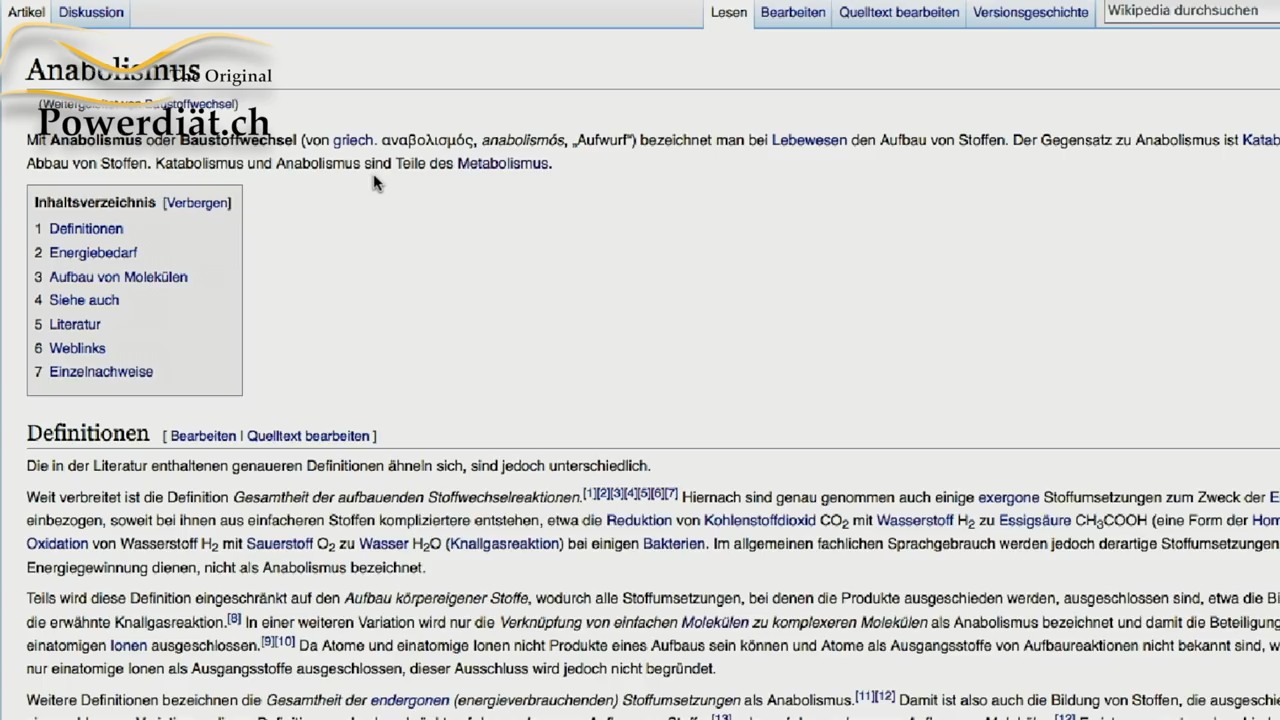 Artikel Diskussion Lesen Bearbeiten Quelltext bearbeiten Versionsgeschichte Wikipedia durchsuchen
Anabolismus
The Original
(Weitergeleitet von Baustoffwechsel)
Powerdiät.ch
Mit Anabolismus oder Baustoffwechsel (von griech. αναβολισμός, anabolismós, „Aufwurf“) bezeichnet man bei Lebewesen den Aufbau von Stoffen. Der Gegensatz zu Anabolismus ist Katab
Abbau von Stoffen. Katabolismus und Anabolismus sind Teile des Metabolismus.
Inhaltsverzeichnis [Verbergen]
1 Definitionen
2 Energiebedarf
3 Aufbau von Molekülen
4 Siehe auch
5 Literatur
6 Weblinks
7 Einzelnachweise
Definitionen [ Bearbeiten | Quelltext bearbeiten ]
Die in der Literatur enthaltenen genaueren Definitionen ähneln sich, sind jedoch unterschiedlich.
Weit verbreitet ist die Definition Gesamtheit der aufbauenden Stoffwechselreaktionen.[1][2][3][4][5][6][7] Hiernach sind genau genommen auch einige exergone Stoffumsetzungen zum Zweck der E
einbezogen, soweit bei ihnen aus einfacheren Stoffen kompliziertere entstehen, etwa die Reduktion von Kohlenstoffdioxid CO₂ mit Wasserstoff H₂ zu Essigsäure CH₃COOH (eine Form der Hom
Oxidation von Wasserstoff H₂ mit Sauerstoff O₂ zu Wasser H₂O (Knallgasreaktion) bei einigen Bakterien. Im allgemeinen fachlichen Sprachgebrauch werden jedoch derartige Stoffumsetzungen
Energiegewinnung dienen, nicht als Anabolismus bezeichnet.
Teils wird diese Definition eingeschränkt auf den Aufbau körpereigener Stoffe, wodurch alle Stoffumsetzungen, bei denen die Produkte ausgeschieden werden, ausgeschlossen sind, etwa die Bi
die erwähnte Knallgasreaktion.[8] In einer weiteren Variation wird nur die Verknüpfung von einfachen Molekülen zu komplexeren Molekülen als Anabolismus bezeichnet und damit die Beteiligung
einatomigen Ionen ausgeschlossen.[9][10] Da Atome und einatomige Ionen nicht Produkte eines Aufbaus sein können und Atome als Ausgangsstoffe von Aufbaureaktionen nicht bekannt sind, w
nur einatomige Ionen als Ausgangsstoffe ausgeschlossen, dieser Ausschluss wird jedoch nicht begründet.
Weitere Definitionen bezeichnen die Gesamtheit der endergonen (energieverbrauchenden) Stoffumsetzungen als Anabolismus.[11][12] Damit ist also auch die Bildung von Stoffen, die ausgeschi